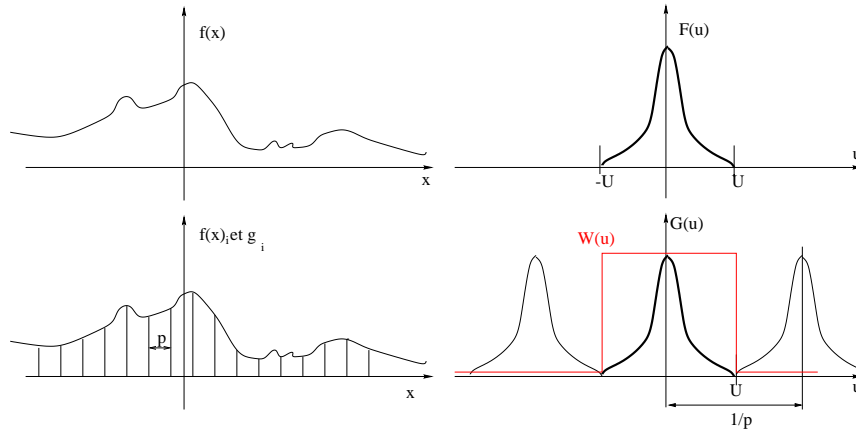 f(x)
F(u)
x
-U
U
u
f(x)i et g i
W(u)
G(u)
p
x
U
u
1/p